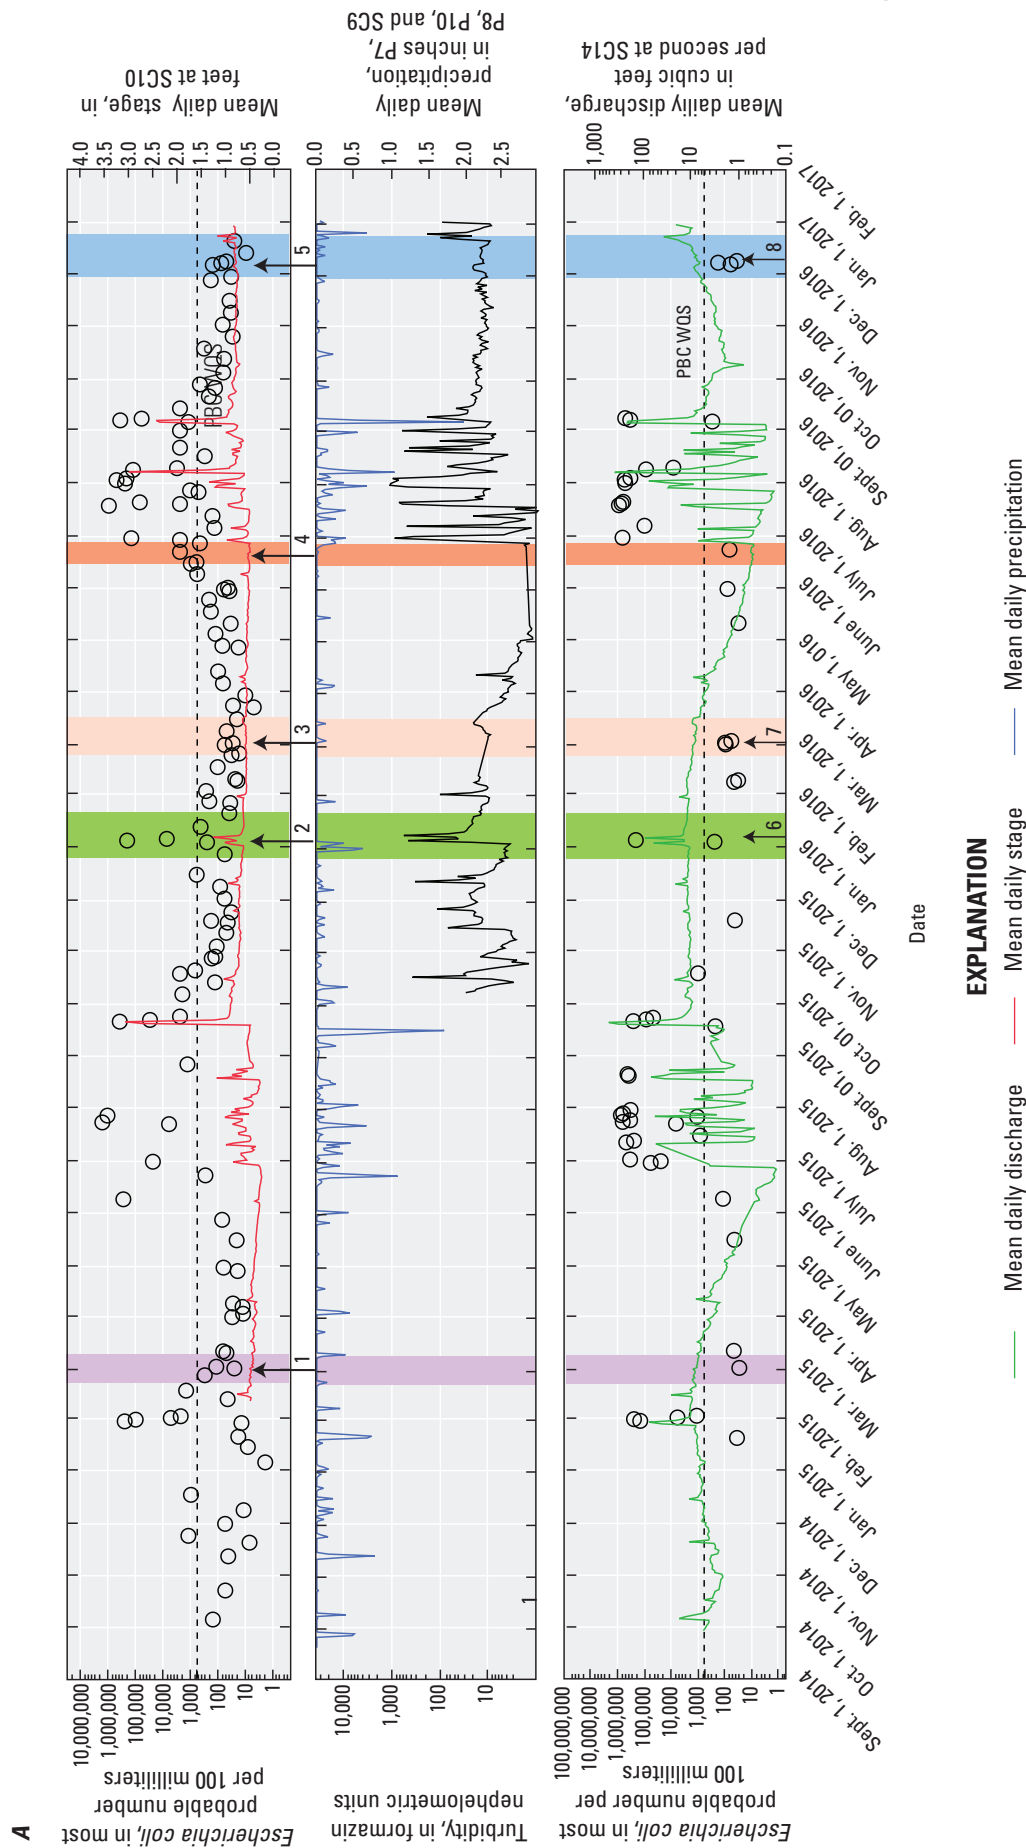 A
Escherichia coli, in most
probable number
per 100 milliliters
10,000,000
1,000,000
100,000
10,000
1,000
100
10
1
PBC WQS
4.0
3.5
3.0
2.5
2.0
1.5
1.0
0.5
0.0
Mean daily stage, in
feet at SC10
1
2
3
4
5
Turbidity, in formazin
nephelometric units
10,000
1,000
100
10
1
0.0
0.5
1.0
1.5
2.0
2.5
Mean daily
precipitation,
in inches P7,
P8, P10, and SC9
Escherichia coli, in most
probable number per
100 milliliters
100,000,000
10,000,000
1,000,000
100,000
10,000
1,000
100
10
1
PBC WQS
6
7
8
1,000
100
10
1
0.1
Mean daily discharge,
in cubic feet
per second at SC14
Sept. 1, 2014
Oct. 1, 2014
Nov. 1, 2014
Dec. 1, 2014
Jan. 1, 2015
Feb. 1,2015
Mar. 1, 2015
Apr. 1, 2015
May 1, 2015
June 1, 2015
July 1, 2015
Aug. 1, 2015
Sept. 01, 2015
Oct. 01, 2015
Nov. 1, 2015
Dec. 1, 2015
Jan. 1, 2016
Feb. 1, 2016
Mar. 1, 2016
Apr. 1, 2016
May 1, 016
June 1, 2016
July 1, 2016
Aug. 1, 2016
Sept. 01, 2016
Oct. 01, 2016
Nov. 1, 2016
Dec. 1, 2016
Jan. 1, 2017
Feb. 1, 2017
Date
EXPLANATION
Mean daily discharge
Mean daily stage
Mean daily precipitation